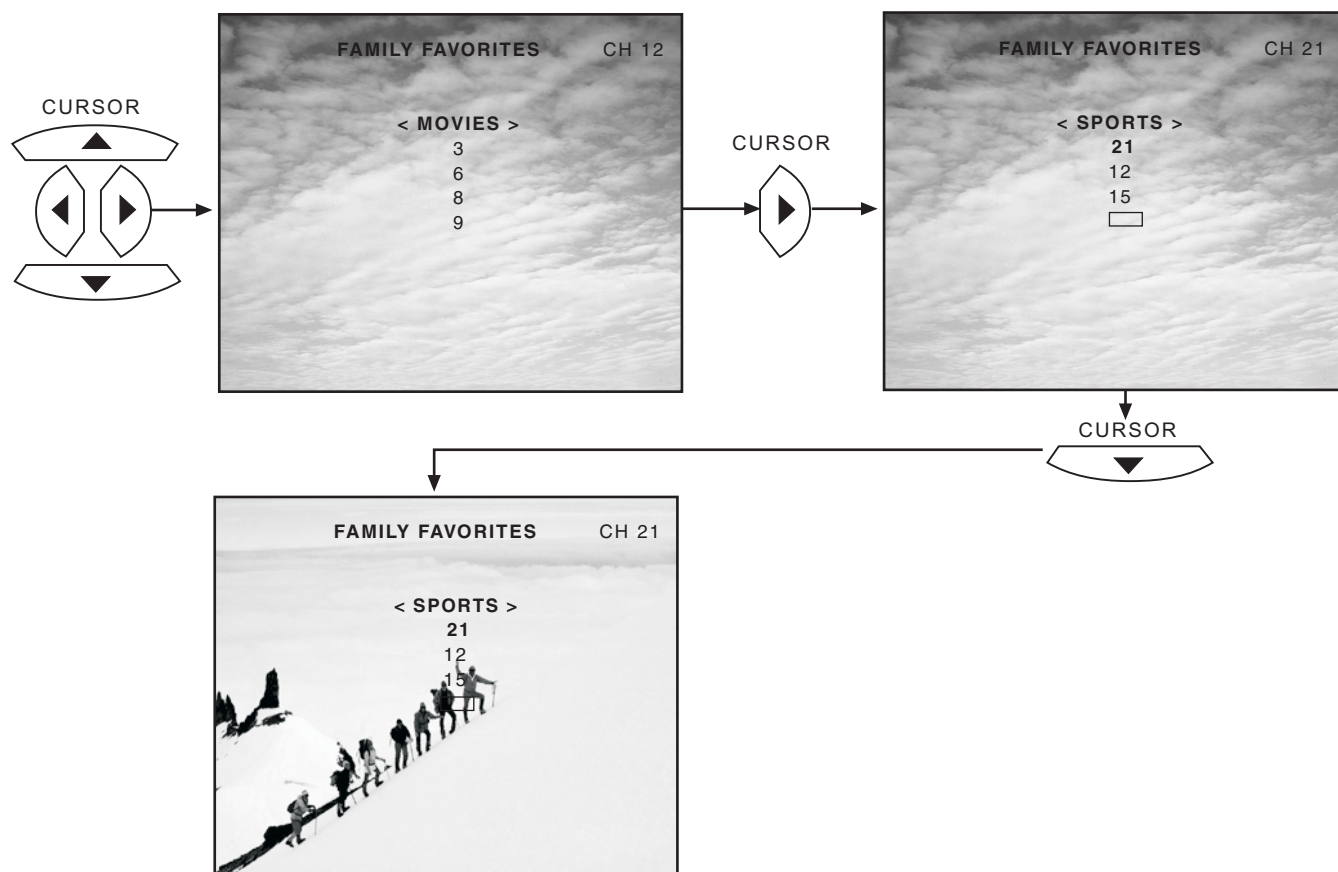 CURSOR
FAMILY FAVORITES CH 12
< MOVIES >
3
6
8
9
CURSOR
FAMILY FAVORITES CH 21
< SPORTS >
21
12
15
CURSOR
FAMILY FAVORITES CH 21
< SPORTS >
21
12
15